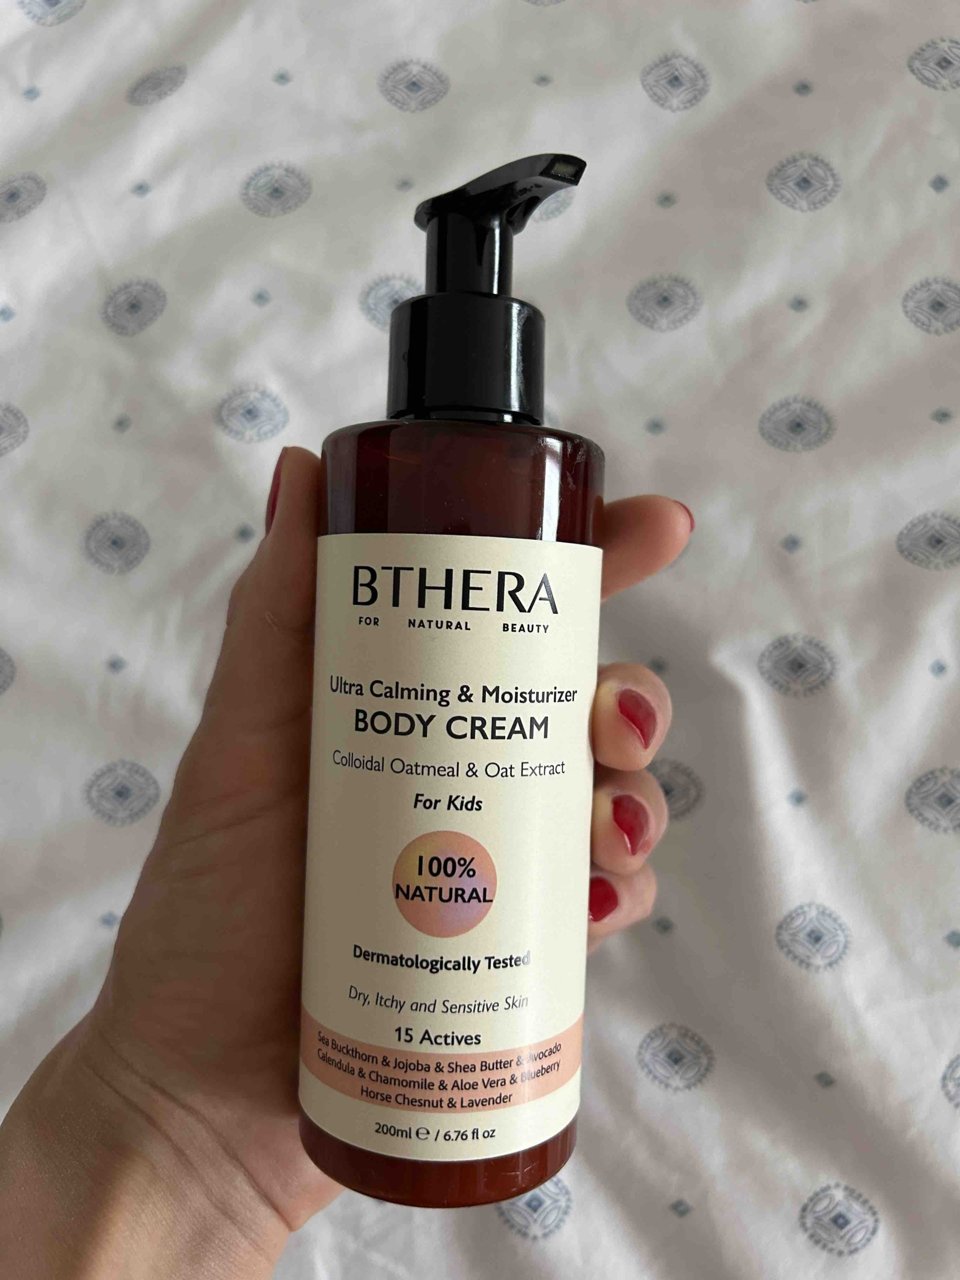 BTHERA
FOR NATURAL BEAUTY
Ultra Calming & Moisturizer
BODY CREAM
Colloidal Oatmeal & Oat Extract
For Kids
100%
NATURAL
Dermatologically Tested
Dry, Itchy and Sensitive Skin
15 Actives
Sea Buckthorn & Jojoba & Shea Butter & Avocado
Calendula & Chamomile & Aloe Vera & Blueberry
Horse Chesnut & Lavender
200ml ℮ / 6.76 fl oz